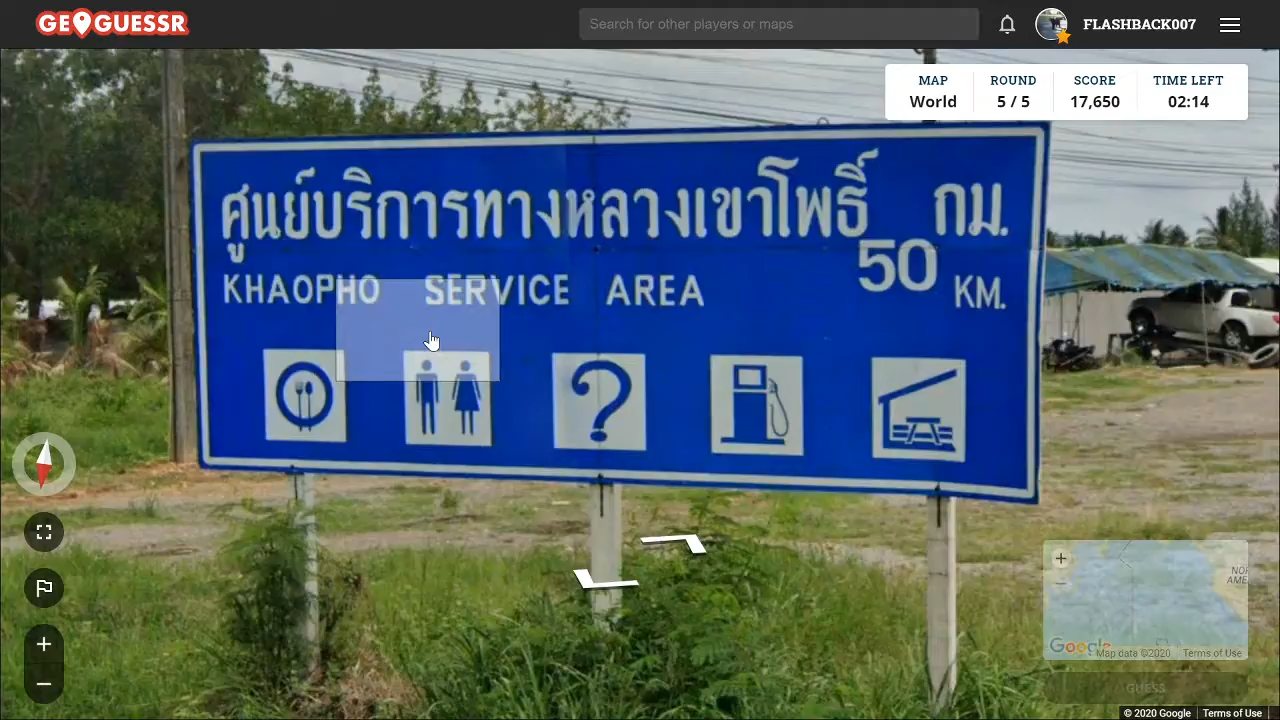 GEOGUESSR
Search for other players or maps
FLASHBACK007
MAP ROUND SCORE TIME LEFT
World 5 / 5 17,650 02:14
ศูนย์บริการทางหลวงเขาโพธิ์ กม.
50
KHAOPHO SERVICE AREA KM.
?
+
−
+
−
Google
Map data ©2020 Terms of Use
GUESS
© 2020 Google Terms of Use